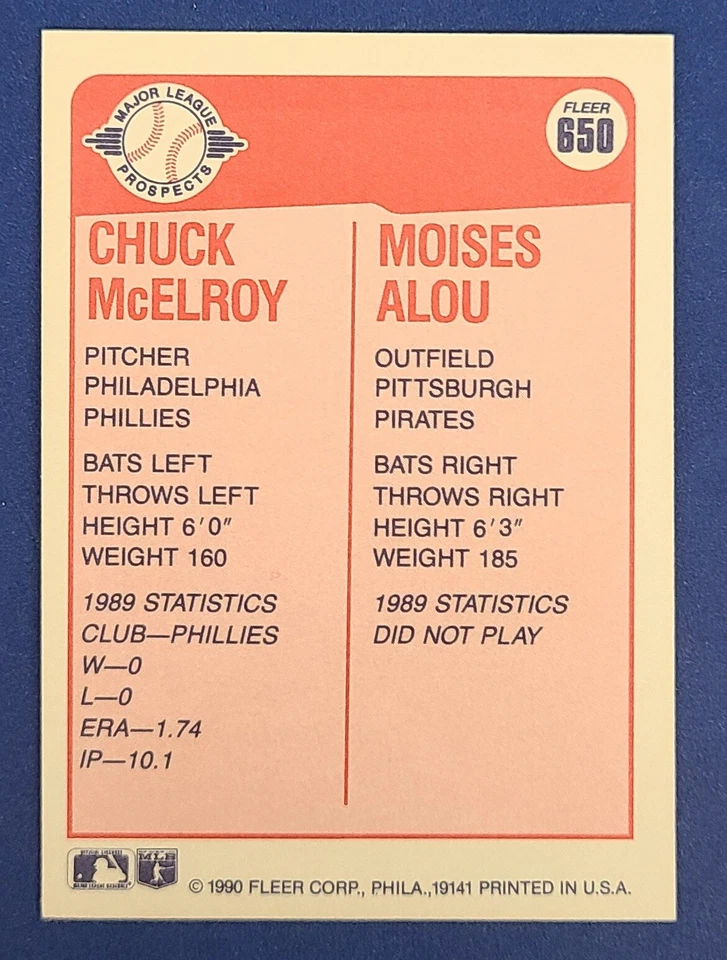 MAJOR LEAGUE
PROSPECTS
FLEER
650
CHUCK
McELROY
PITCHER
PHILADELPHIA
PHILLIES
BATS LEFT
THROWS LEFT
HEIGHT 6'0"
WEIGHT 160
1989 STATISTICS
CLUB—PHILLIES
W—0
L—0
ERA—1.74
IP—10.1
MOISES
ALOU
OUTFIELD
PITTSBURGH
PIRATES
BATS RIGHT
THROWS RIGHT
HEIGHT 6'3"
WEIGHT 185
1989 STATISTICS
DID NOT PLAY
MLB
© 1990 FLEER CORP., PHILA.,19141 PRINTED IN U.S.A.